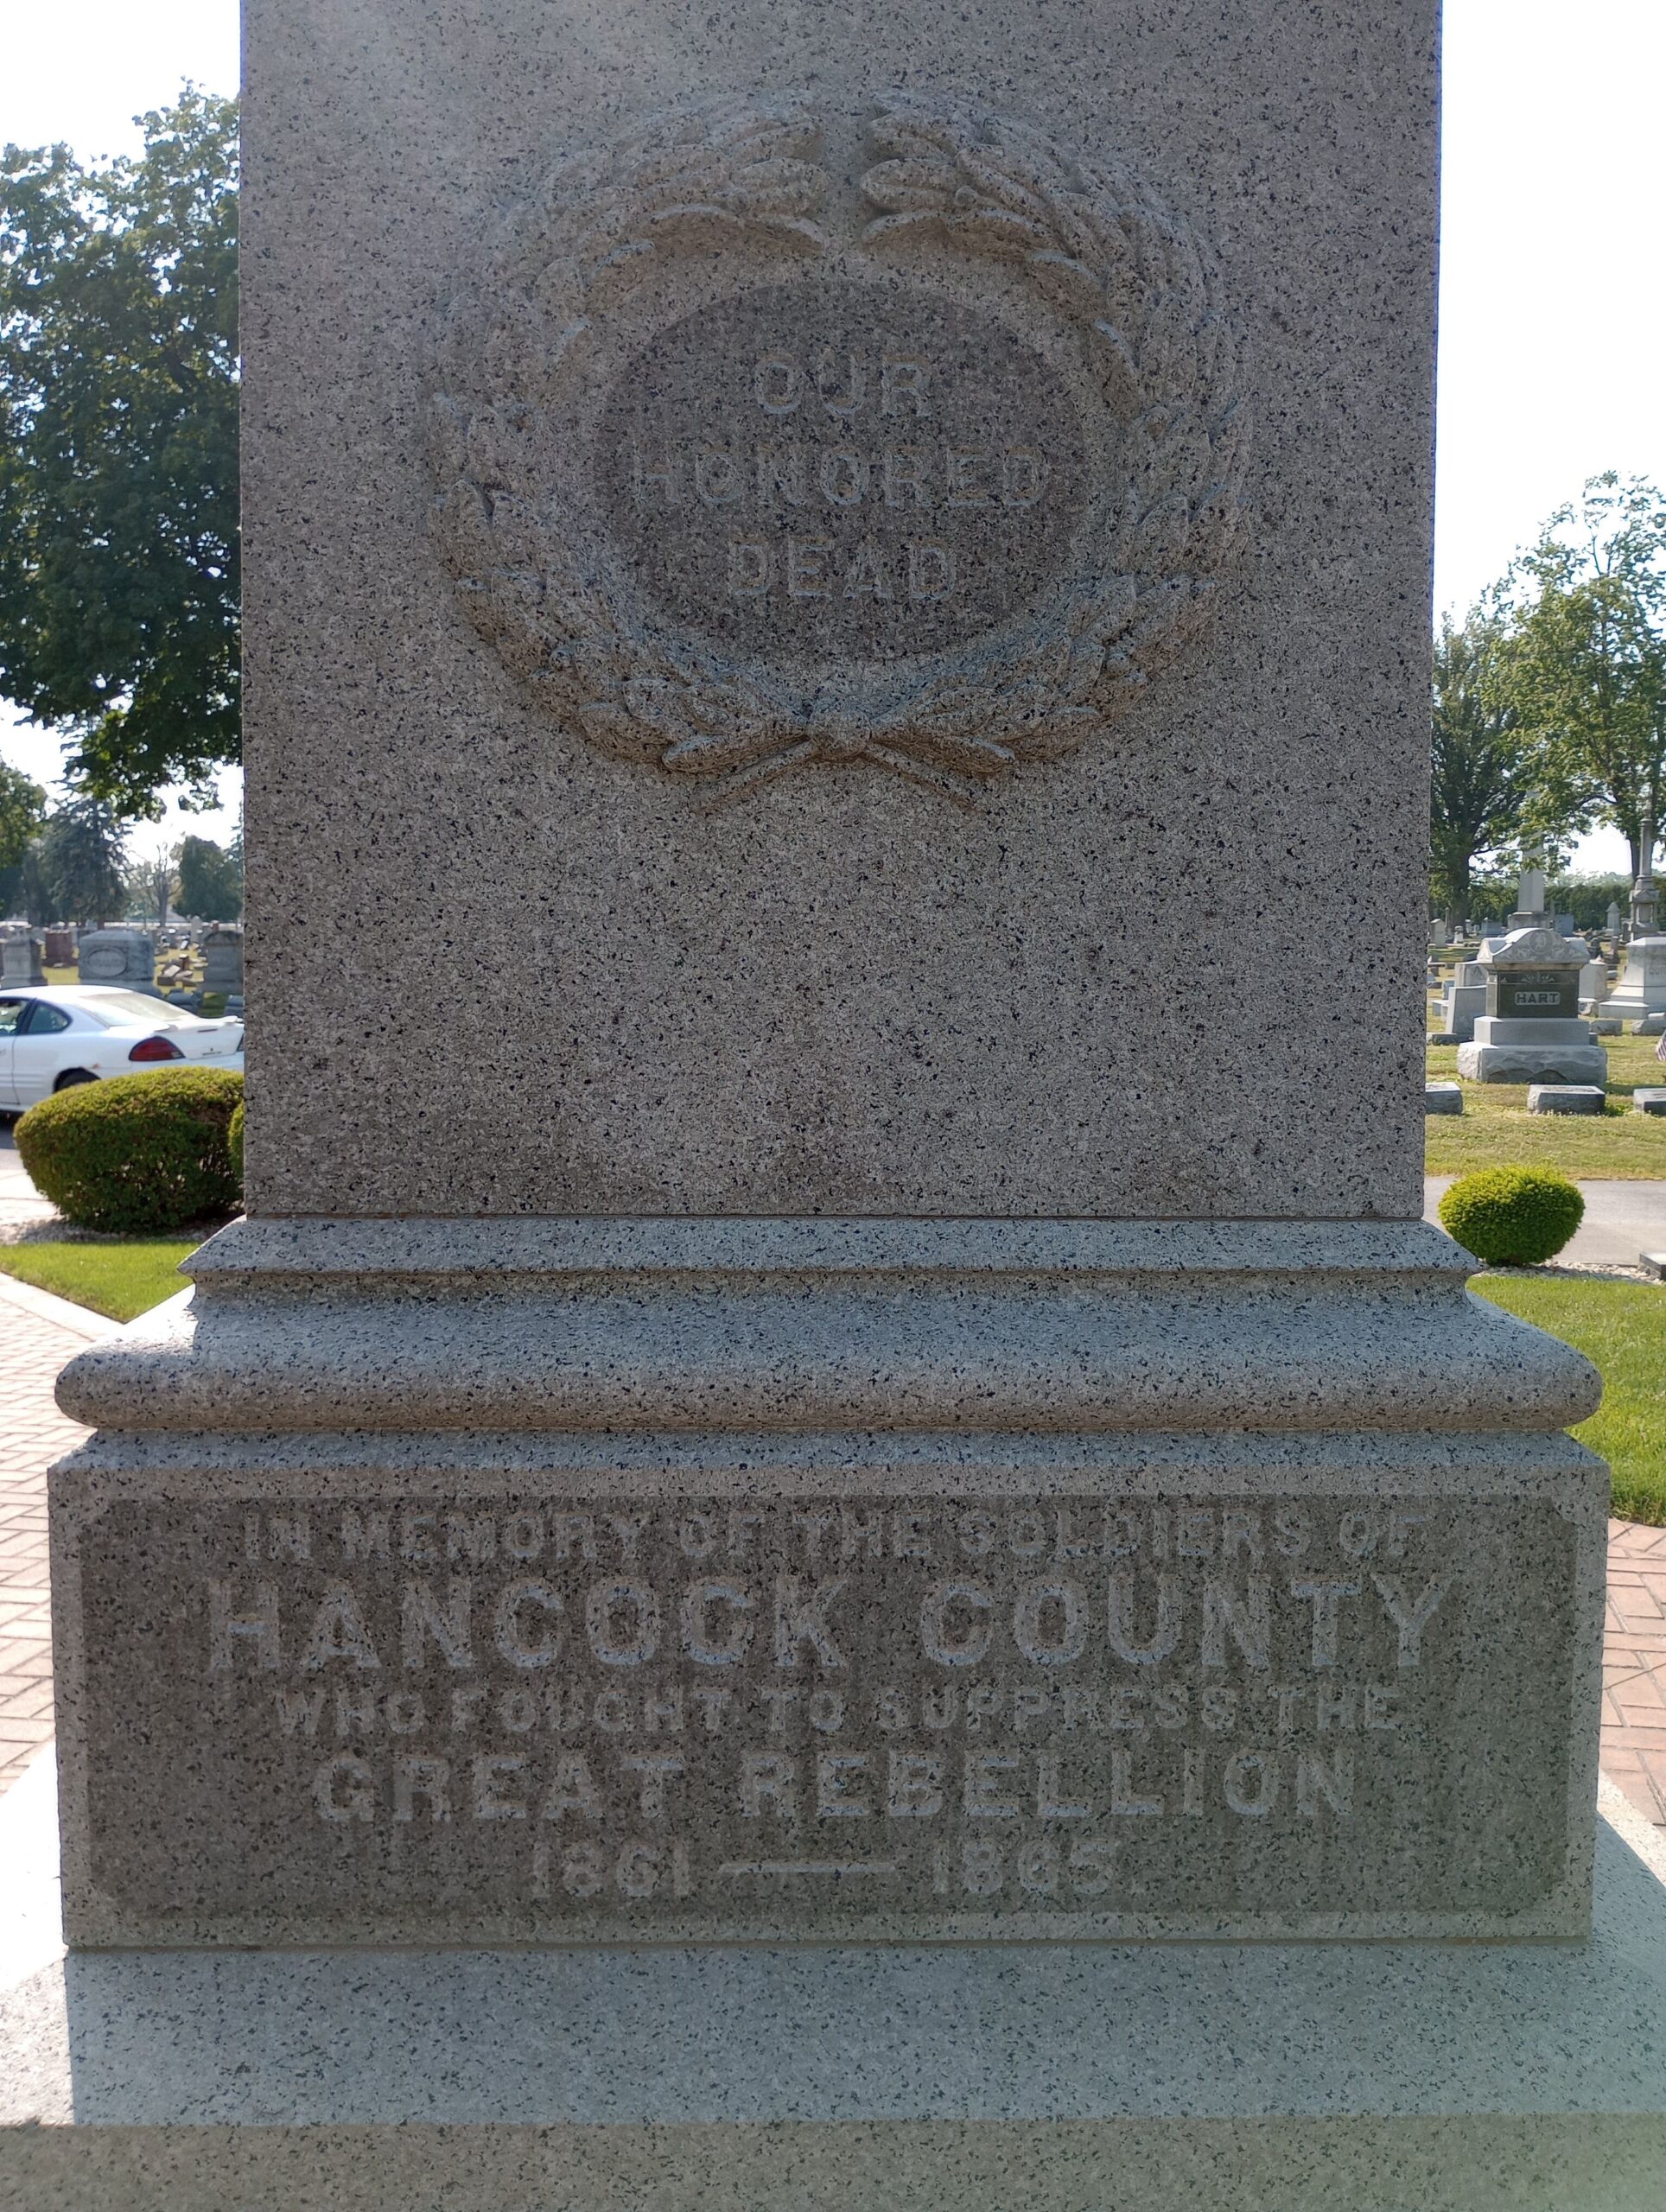 OUR
HONORED
DEAD
HART
IN MEMORY OF THE SOLDIERS OF
HANCOCK COUNTY
WHO FOUGHT TO SUPPRESS THE
GREAT REBELLION
1861 — 1865.